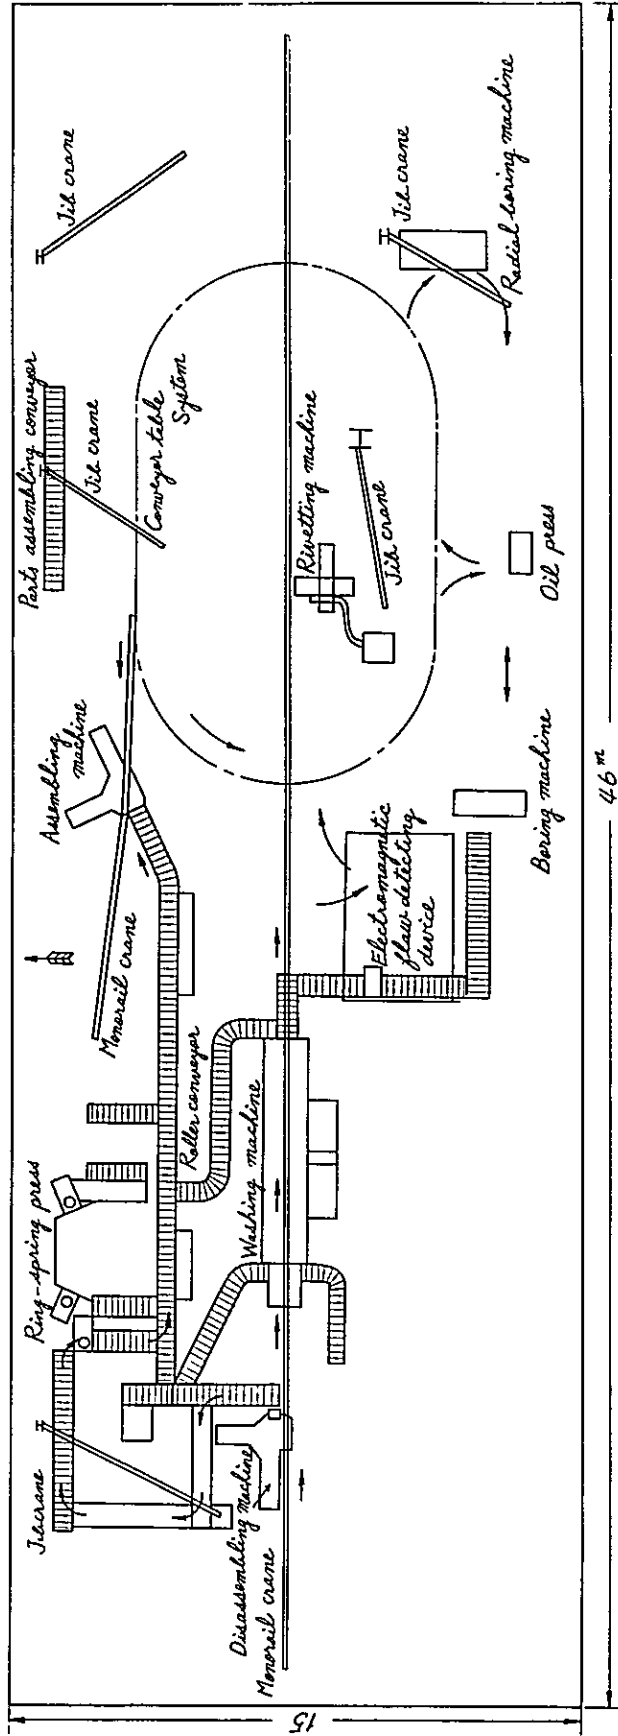 Jib crane
Parts assembling conveyor
Jib crane
Conveyor table
System
Jib crane
Radial boring machine
Rivetting machine
Jib crane
Oil press
Assembling
machine
Monorail crane
Boring machine
Electromagnetic
flaw detecting
device
Roller conveyor
Ring-spring press
Washing machine
Jib crane
Disassembling machine
Monorail crane
46m
15